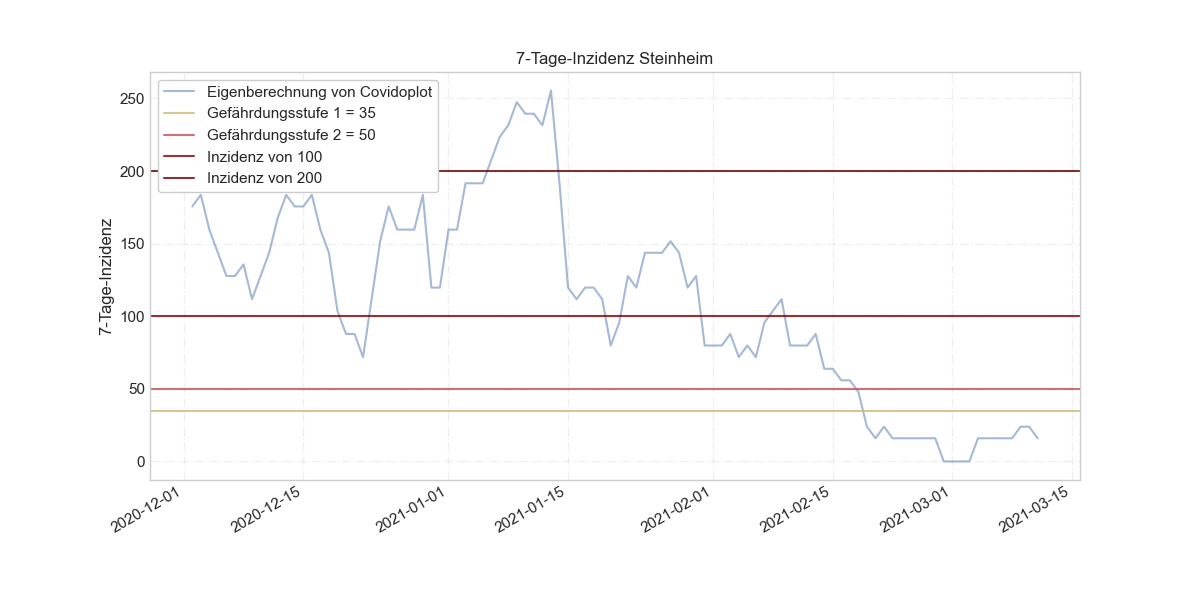 7-Tage-Inzidenz Steinheim
Eigenberechnung von Covidoplot
Gefährdungsstufe 1 = 35
Gefährdungsstufe 2 = 50
Inzidenz von 100
Inzidenz von 200
7-Tage-Inzidenz
250
200
150
100
50
0
2020-12-01
2020-12-15
2021-01-01
2021-01-15
2021-02-01
2021-02-15
2021-03-01
2021-03-15